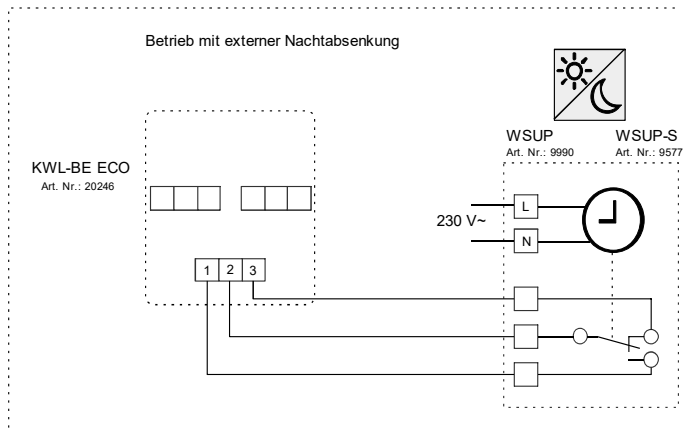 Betrieb mit externer Nachtabsenkung
WSUP WSUP-S
Art. Nr.: 9990 Art. Nr.: 9577
KWL-BE ECO
Art. Nr.: 20246
L
230 V~
N
1 2 3